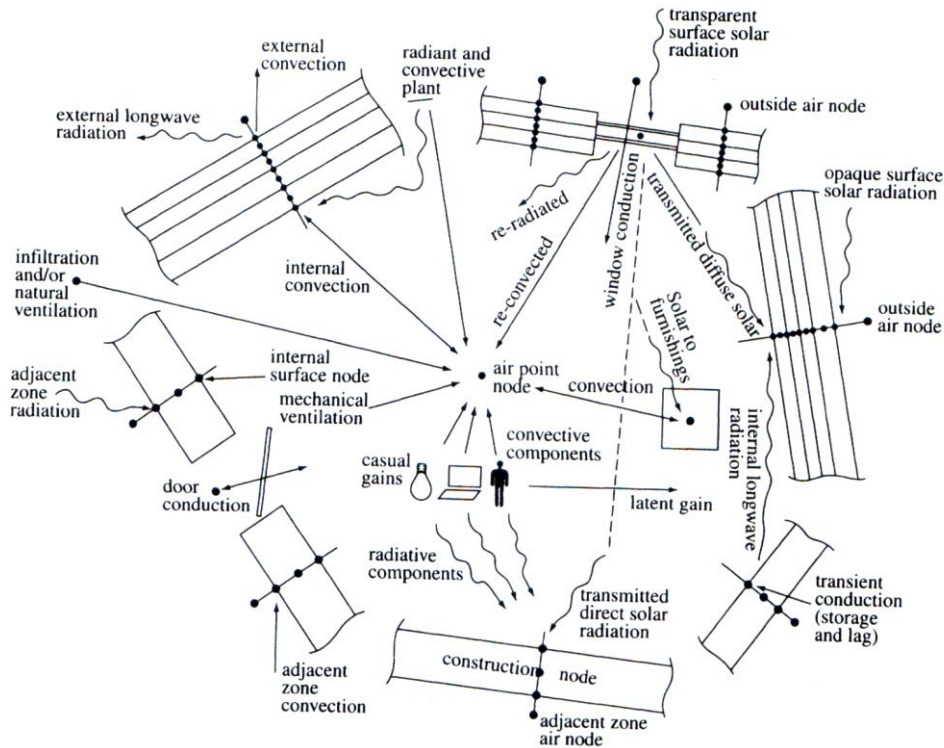 transparent
surface solar
radiation
external
convection
radiant and
convective
plant
outside air node
external longwave
radiation
opaque surface
solar radiation
re-radiated
window conduction
transmitted diffuse solar
re-convected
infiltration
and/or
natural
ventilation
internal
convection
Solar to
furnishings
outside
air node
internal
surface node
air point
node
adjacent
zone
radiation
mechanical
ventilation
convection
internal longwave
radiation
casual
gains
convective
components
door
conduction
latent gain
radiative
components
transmitted
direct solar
radiation
transient
conduction
(storage
and lag)
construction node
adjacent
zone
convection
adjacent zone
air node